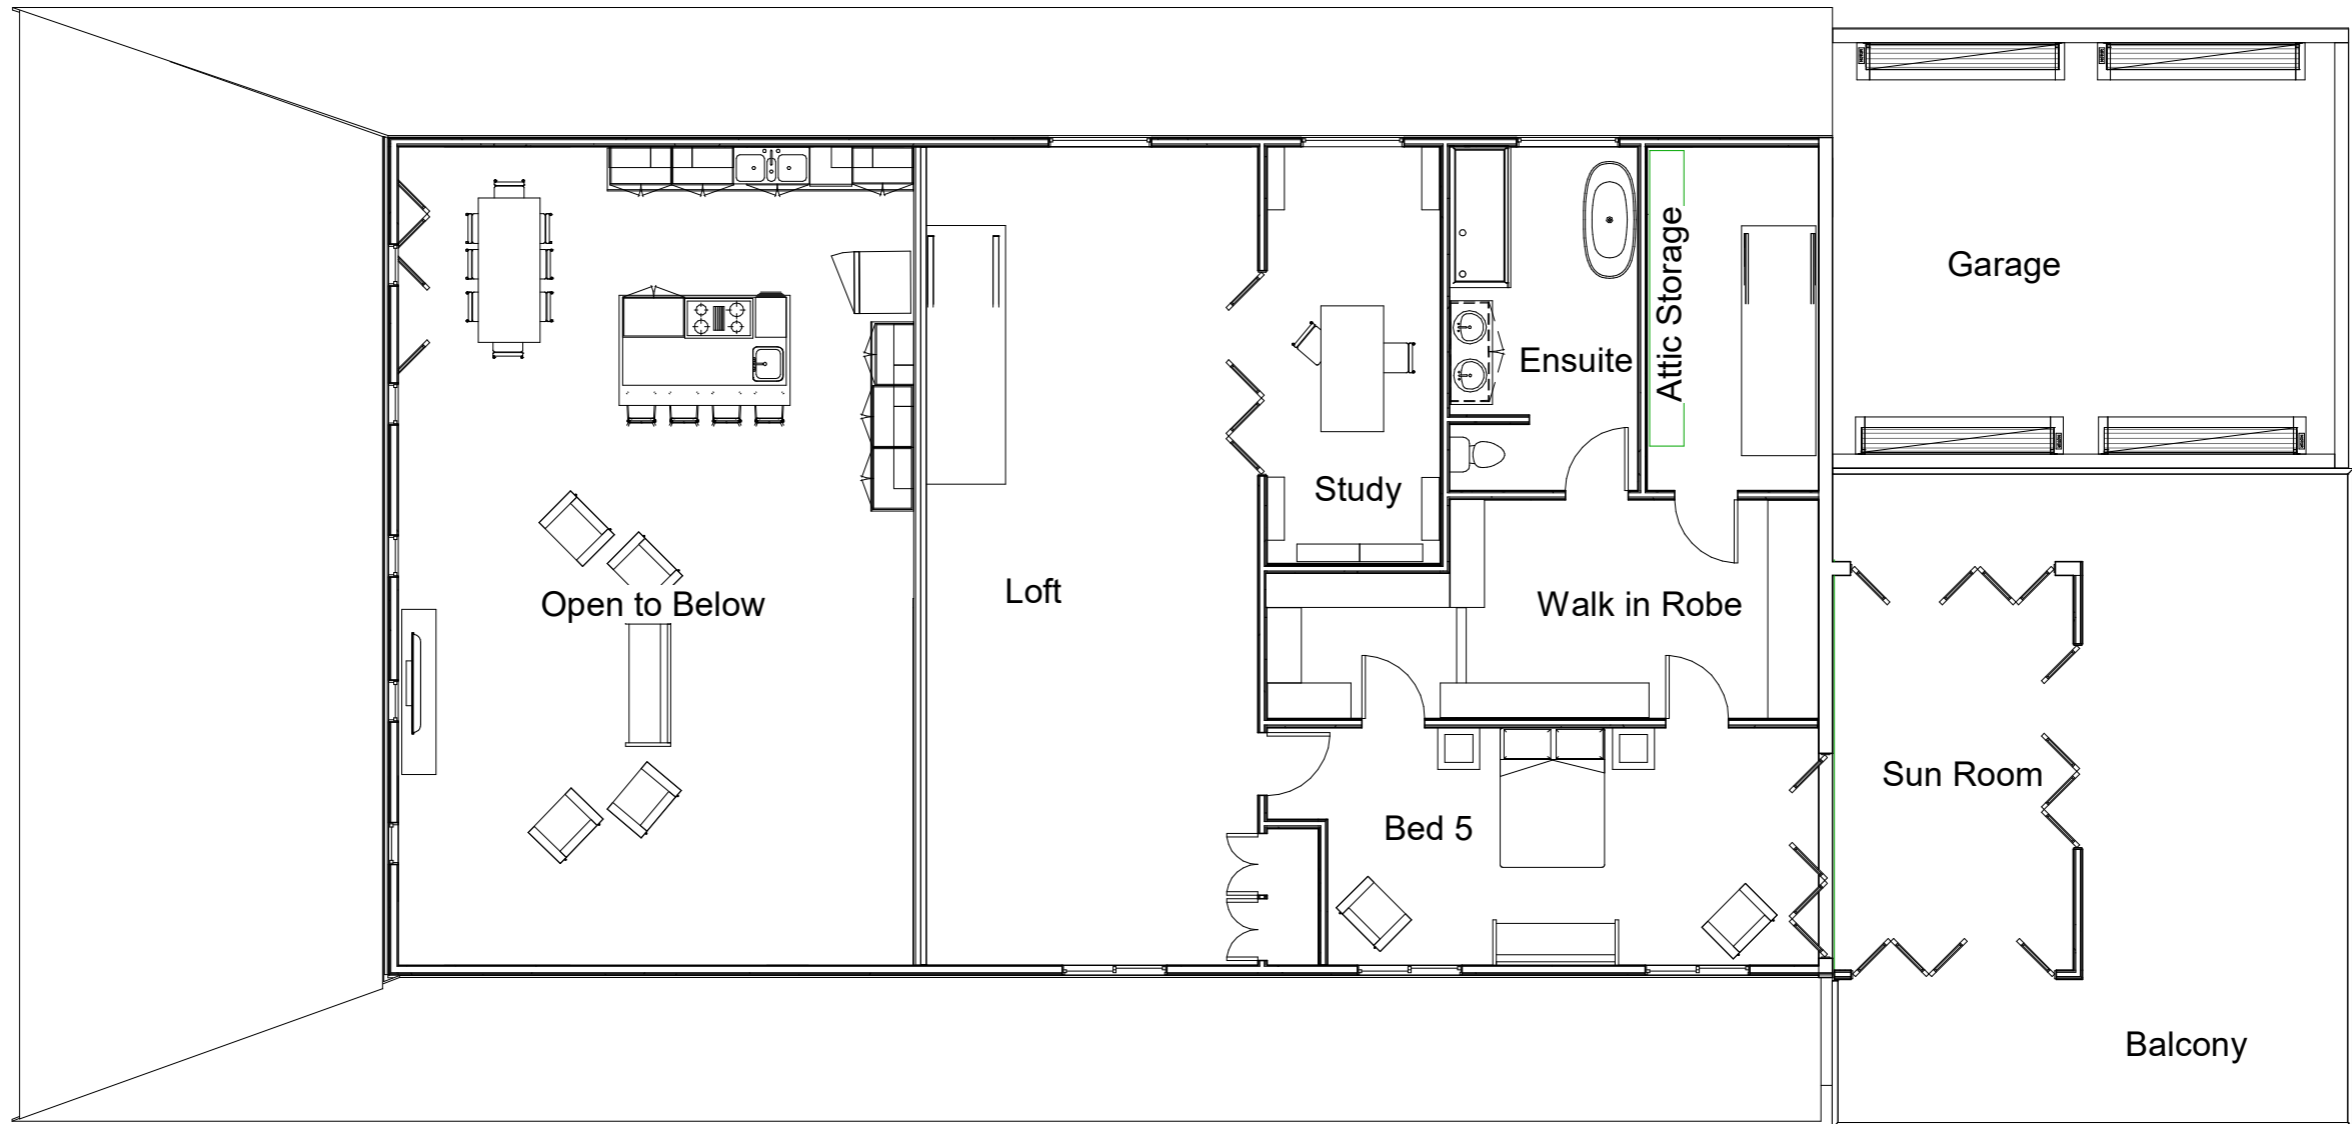 Garage
Attic Storage
Ensuite
Study
Open to Below
Loft
Walk in Robe
Sun Room
Bed 5
Balcony